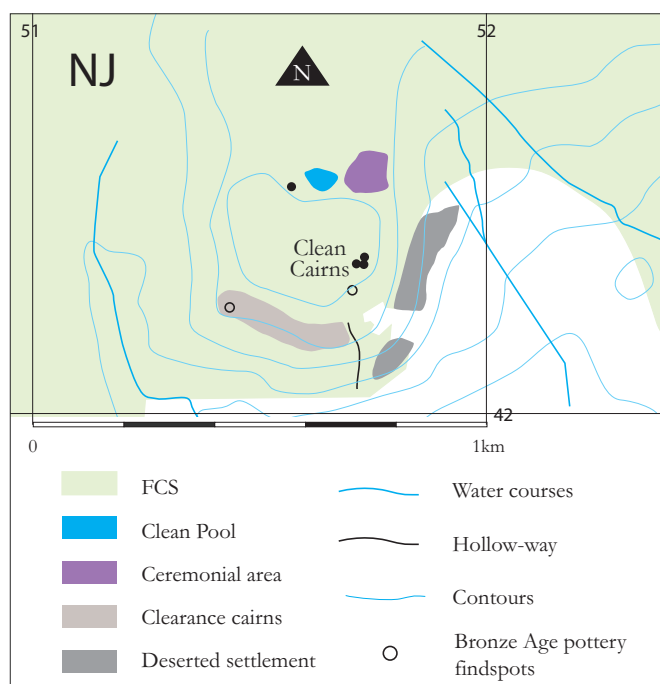 51
52
NJ
N
Clean
Cairns
42
0
1km
FCS
Clean Pool
Ceremonial area
Clearance cairns
Deserted settlement
Water courses
Hollow-way
Contours
Bronze Age pottery
findspots